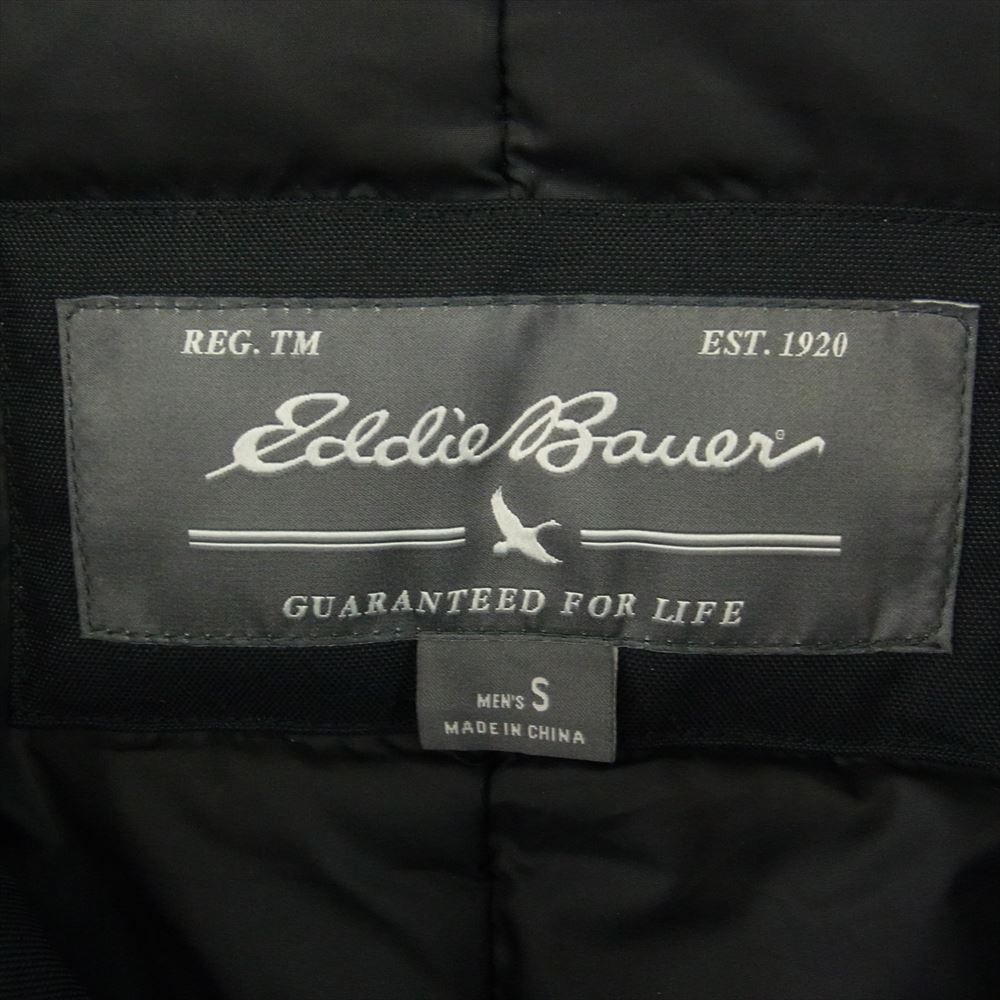 REG. TM EST. 1920
Eddie Bauer®
GUARANTEED FOR LIFE
MEN'S S
MADE IN CHINA